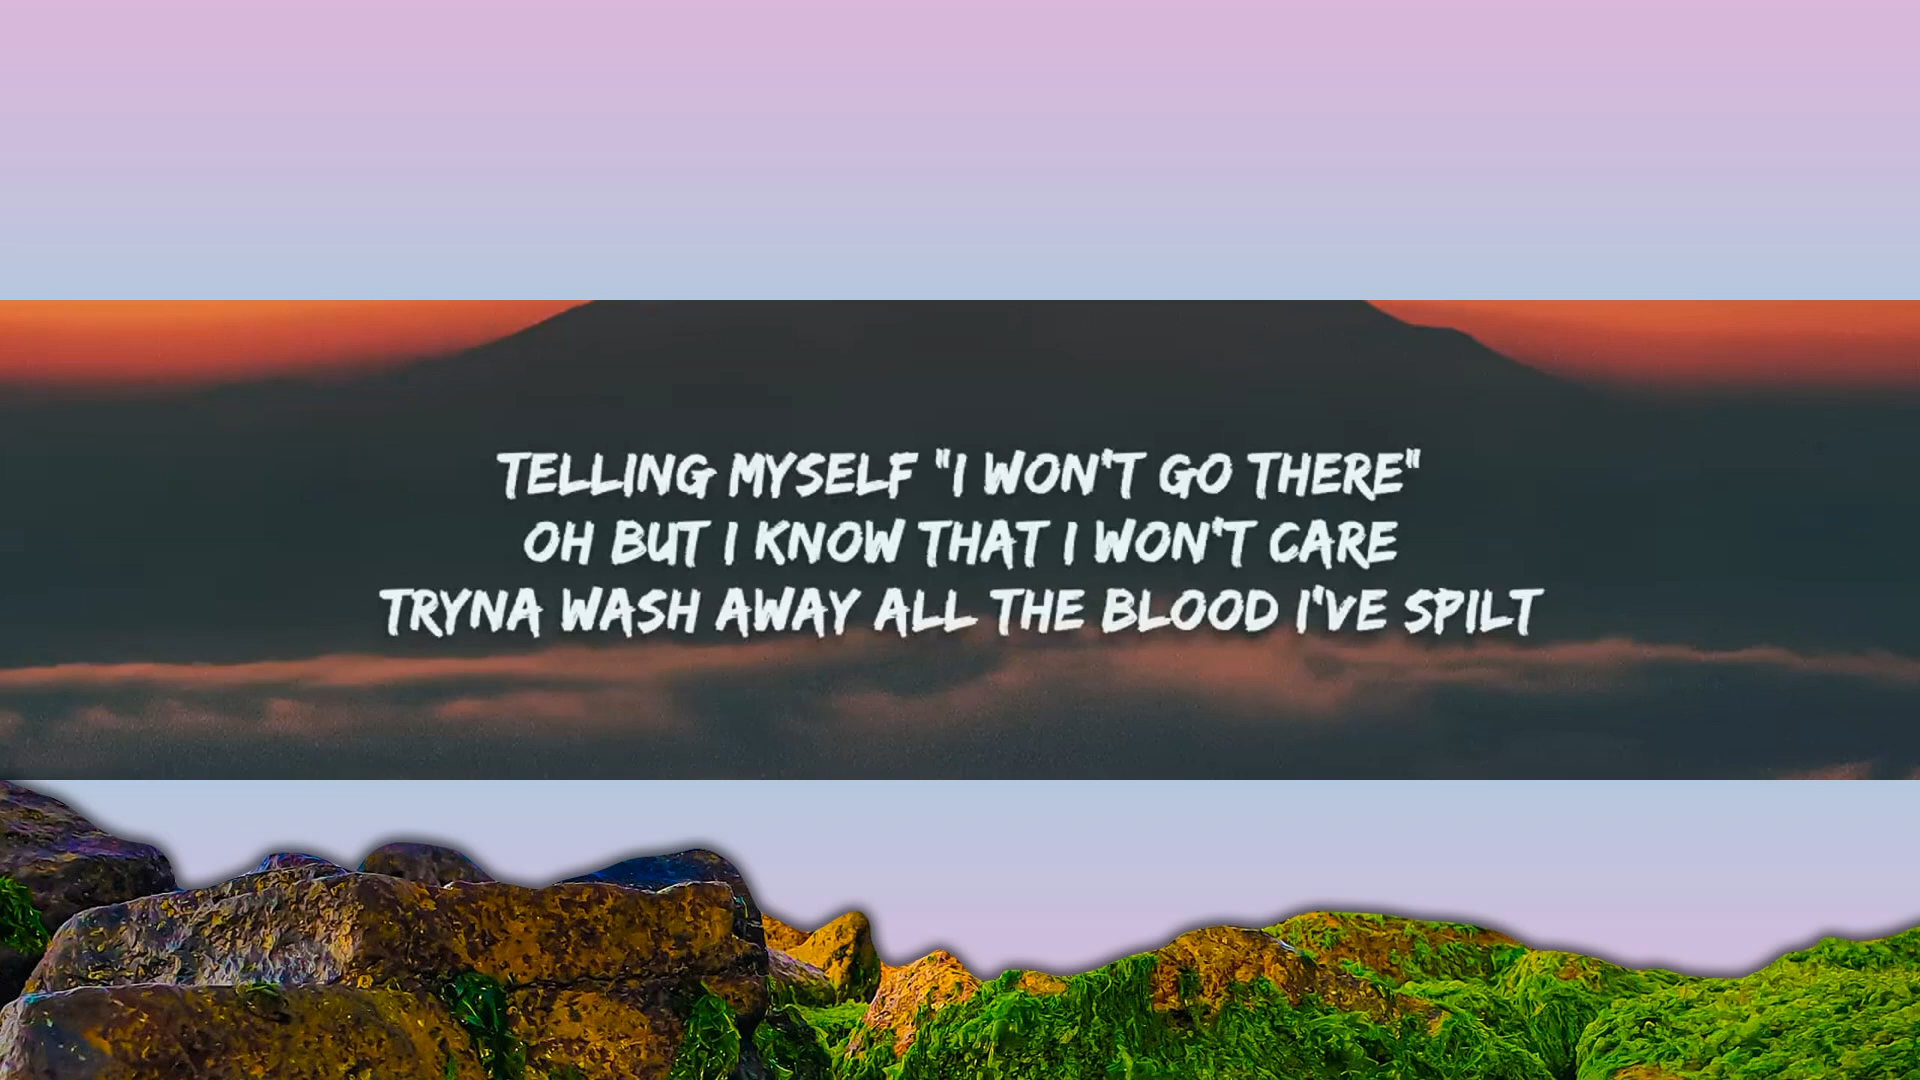 TELLING MYSELF "I WON'T GO THERE"
OH BUT I KNOW THAT I WON'T CARE
TRYNA WASH AWAY ALL THE BLOOD I'VE SPILT